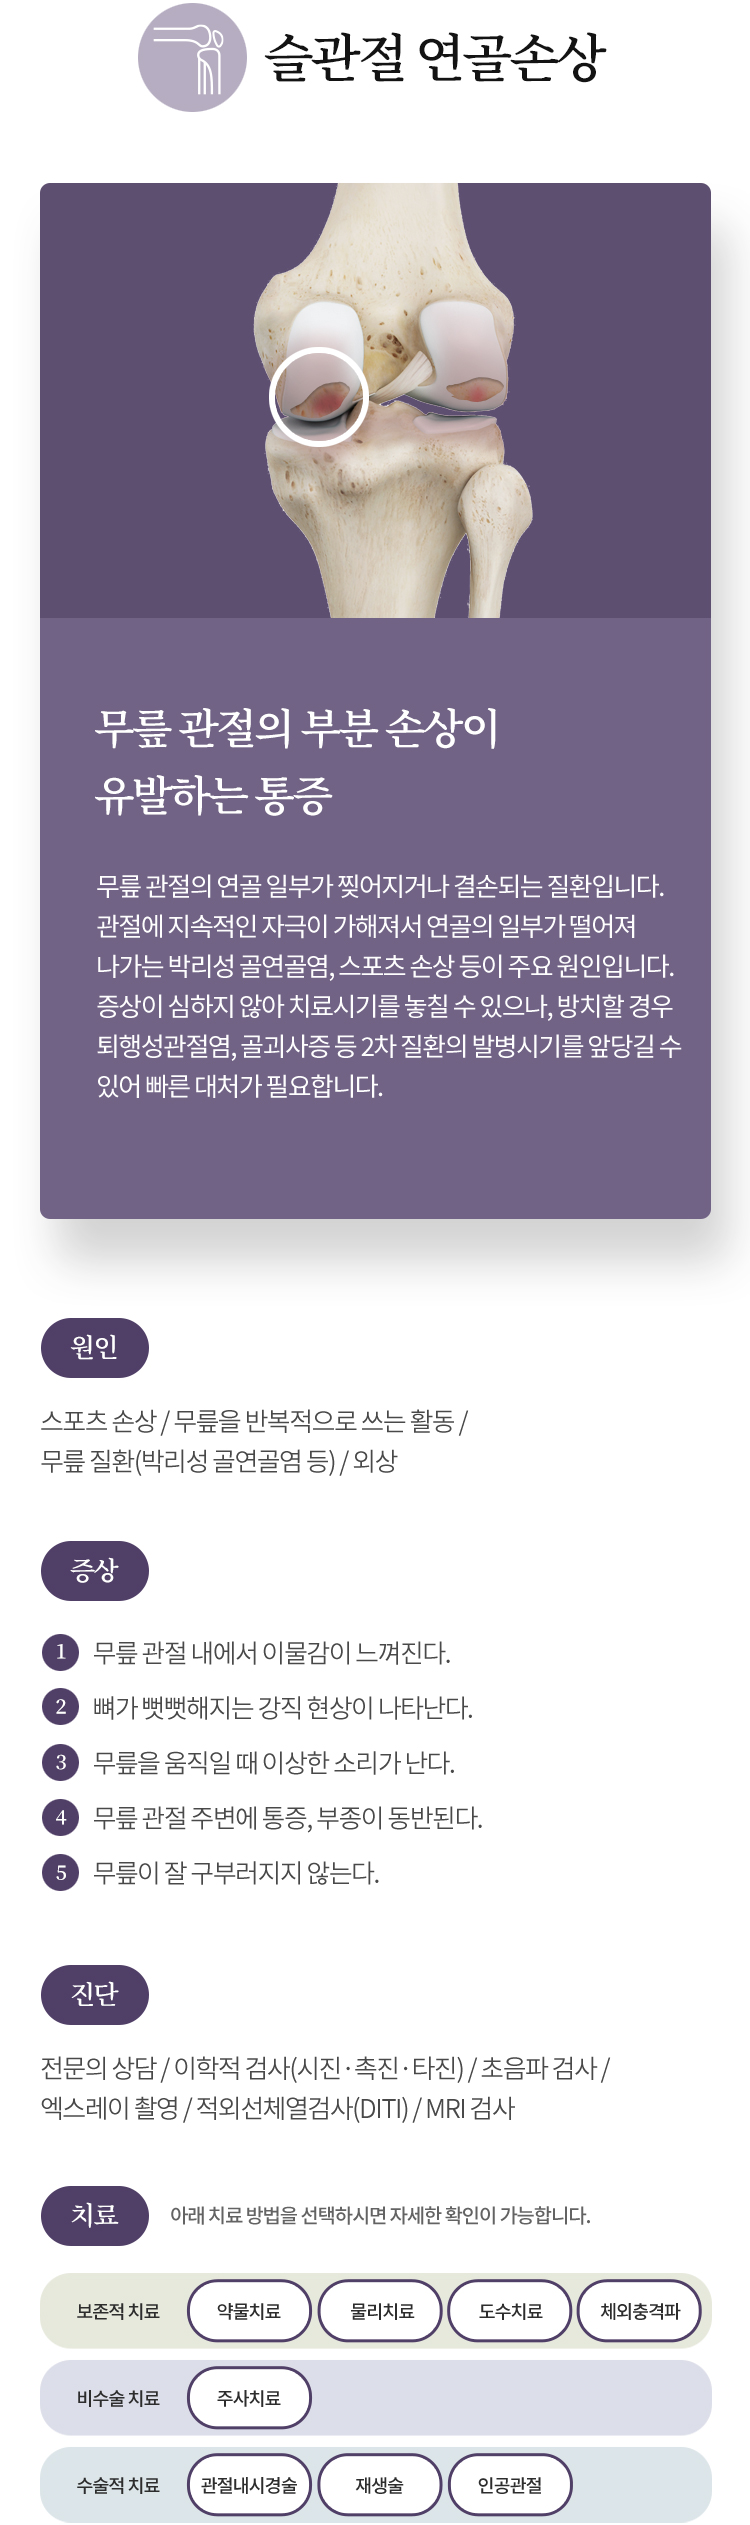 슬관절 연골손상
무릎 관절의 부분 손상이
유발하는 통증
무릎 관절의 연골 일부가 찢어지거나 결손되는 질환입니다.
관절에 지속적인 자극이 가해져서 연골의 일부가 떨어져
나가는 박리성 골연골염, 스포츠 손상 등이 주요 원인입니다.
증상이 심하지 않아 치료시기를 놓칠 수 있으나, 방치할 경우
퇴행성관절염, 골괴사증 등 2차 질환의 발병시기를 앞당길 수
있어 빠른 대처가 필요합니다.
원인
스포츠 손상 / 무릎을 반복적으로 쓰는 활동 /
무릎 질환(박리성 골연골염 등) / 외상
증상
1 무릎 관절 내에서 이물감이 느껴진다.
2 뼈가 뻣뻣해지는 강직 현상이 나타난다.
3 무릎을 움직일 때 이상한 소리가 난다.
4 무릎 관절 주변에 통증, 부종이 동반된다.
5 무릎이 잘 구부러지지 않는다.
진단
전문의 상담 / 이학적 검사(시진·촉진·타진) / 초음파 검사 /
엑스레이 촬영 / 적외선체열검사(DITI) / MRI 검사
치료 아래 치료 방법을 선택하시면 자세한 확인이 가능합니다.
보존적 치료 약물치료 물리치료 도수치료 체외충격파
비수술 치료 주사치료
수술적 치료 관절내시경술 재생술 인공관절